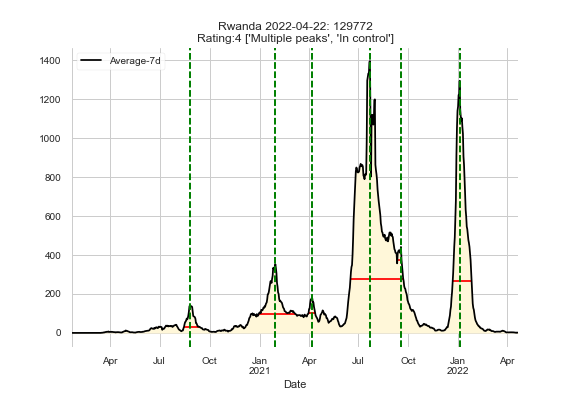 Rwanda 2022-04-22: 129772
Rating:4 ['Multiple peaks', 'In control']
Average-7d
1400
1200
1000
800
600
400
200
0
Apr Jul Oct Jan Apr Jul Oct Jan Apr
2021 2022
Date